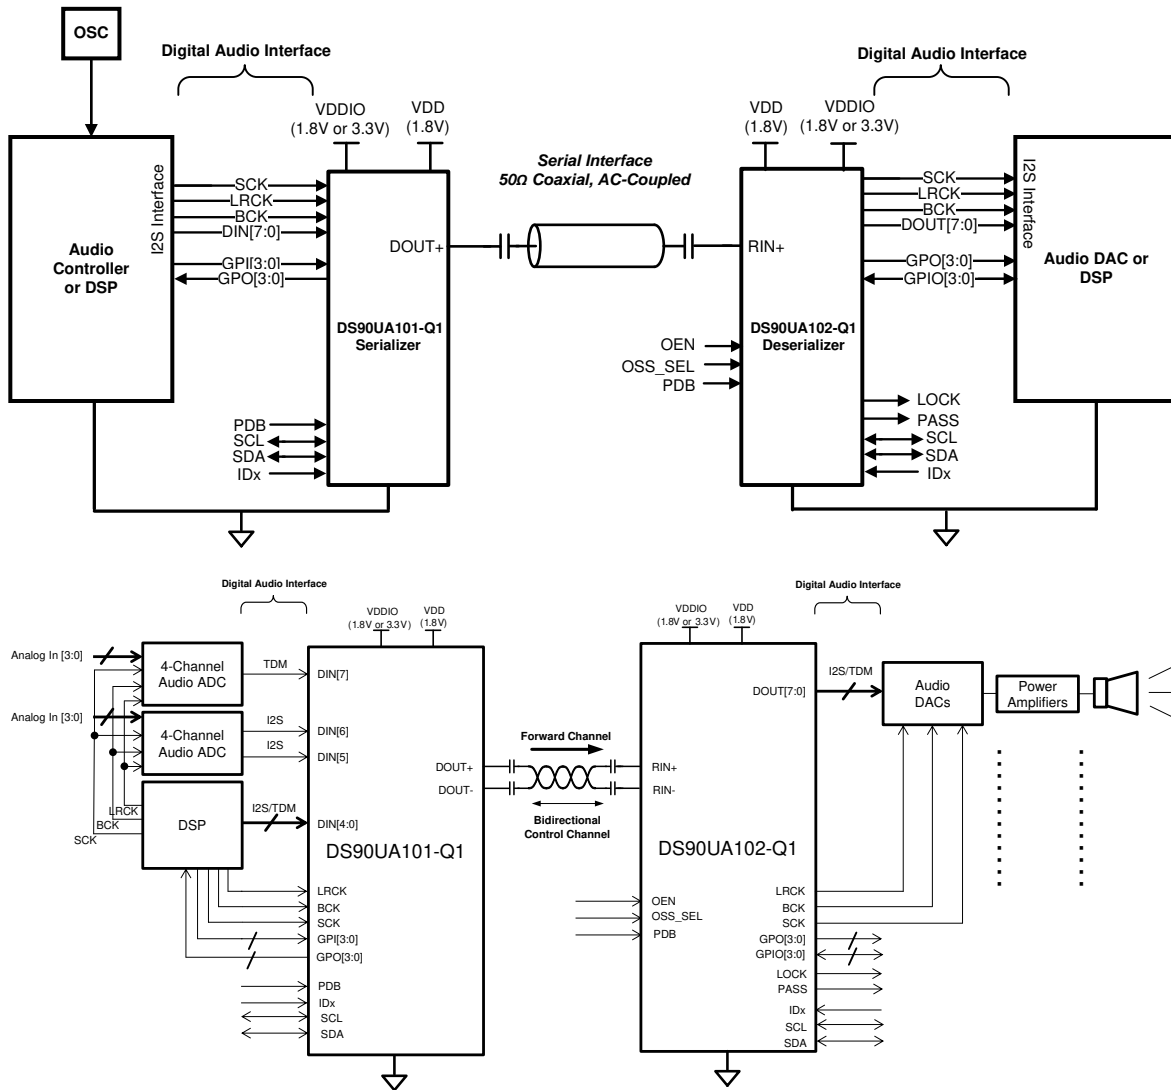 OSC
Digital Audio Interface
Digital Audio Interface
VDDIO
(1.8V or 3.3V)
VDD
(1.8V)
VDD
(1.8V)
VDDIO
(1.8V or 3.3V)
Serial Interface
50Ω Coaxial, AC-Coupled
Audio
Controller
or DSP
I2S Interface
SCK
LRCK
BCK
DIN[7:0]
GPI[3:0]
GPO[3:0]
DOUT+
DS90UA101-Q1
Serializer
PDB
SCL
SDA
IDx
RIN+
DS90UA102-Q1
Deserializer
OEN
OSS_SEL
PDB
SCK
LRCK
BCK
DOUT[7:0]
GPO[3:0]
GPIO[3:0]
LOCK
PASS
SCL
SDA
IDx
I2S Interface
Audio DAC or
DSP
Digital Audio Interface
Digital Audio Interface
VDDIO
(1.8V or 3.3V)
VDD
(1.8V)
VDDIO
(1.8V or 3.3V)
VDD
(1.8V)
Analog In [3:0]
4-Channel
Audio ADC
TDM
DIN[7]
Analog In [3:0]
4-Channel
Audio ADC
I2S
DIN[6]
I2S
DIN[5]
LRCK
BCK
SCK
DSP
I2S/TDM
DIN[4:0]
DS90UA101-Q1
LRCK
BCK
SCK
GPI[3:0]
GPO[3:0]
PDB
IDx
SCL
SDA
DOUT+
DOUT-
Forward Channel
Bidirectional
Control Channel
RIN+
RIN-
DS90UA102-Q1
OEN
OSS_SEL
PDB
DOUT[7:0]
I2S/TDM
Audio
DACs
Power
Amplifiers
LRCK
BCK
SCK
GPO[3:0]
GPIO[3:0]
LOCK
PASS
IDx
SCL
SDA